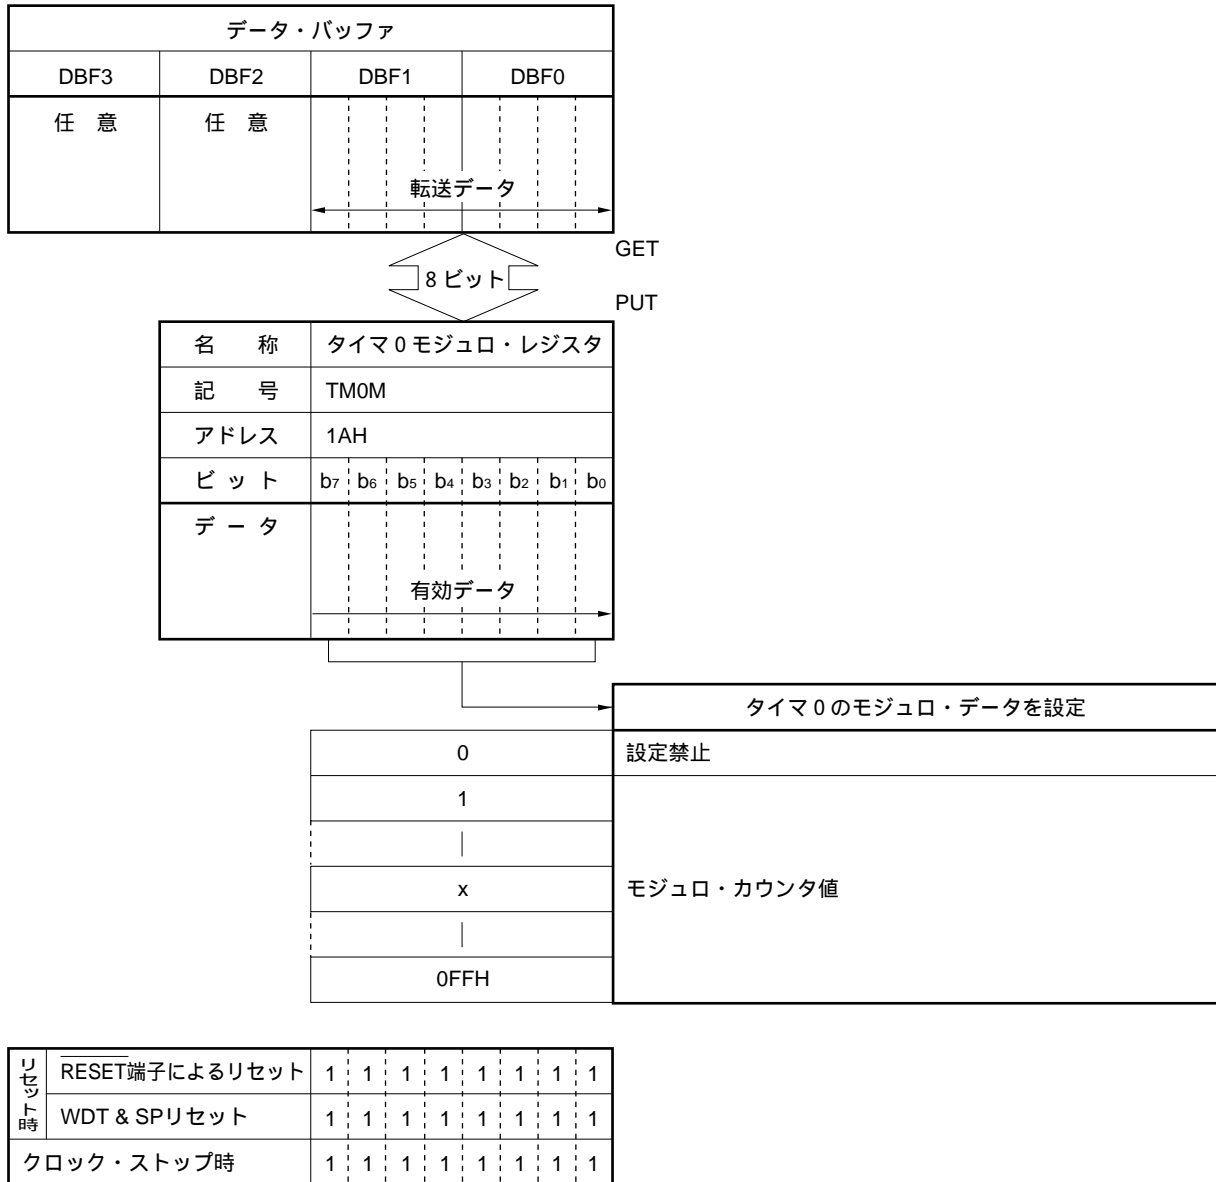 データ・バッファ
DBF3 DBF2 DBF1 DBF0
任 意 任 意
転送データ
GET
8 ビット
PUT
名 称 タイマ 0 モジュロ・レジスタ
記 号 TM0M
アドレス 1AH
ビ ッ ト b7 b6 b5 b4 b3 b2 b1 b0
デ ー タ
有効データ
タイマ 0 のモジュロ・データを設定
0 設定禁止
1
|
x モジュロ・カウンタ値
|
0FFH
リセット時
RESET端子によるリセット 1 1 1 1 1 1 1 1
WDT & SPリセット 1 1 1 1 1 1 1 1
クロック・ストップ時 1 1 1 1 1 1 1 1